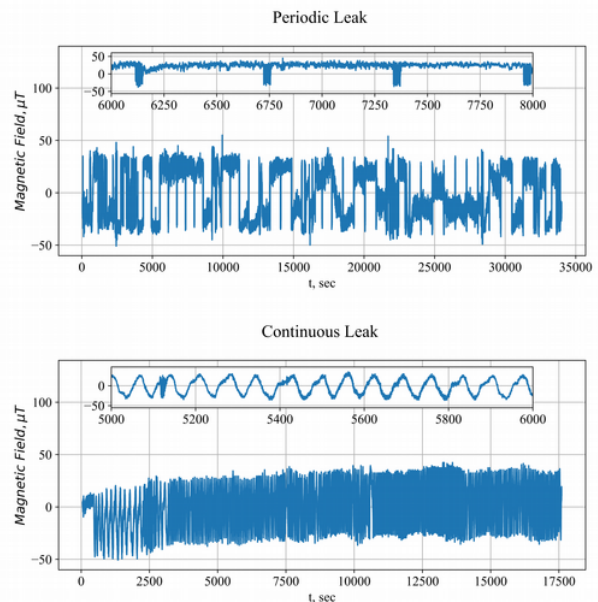 Periodic Leak
Magnetic Field, μT
100
50
0
−50
50
0
−50
6000 6250 6500 6750 7000 7250 7500 7750 8000
0 5000 10000 15000 20000 25000 30000 35000
t, sec
Continuous Leak
Magnetic Field, μT
100
50
0
−50
0
−50
5000 5200 5400 5600 5800 6000
0 2500 5000 7500 10000 12500 15000 17500
t, sec